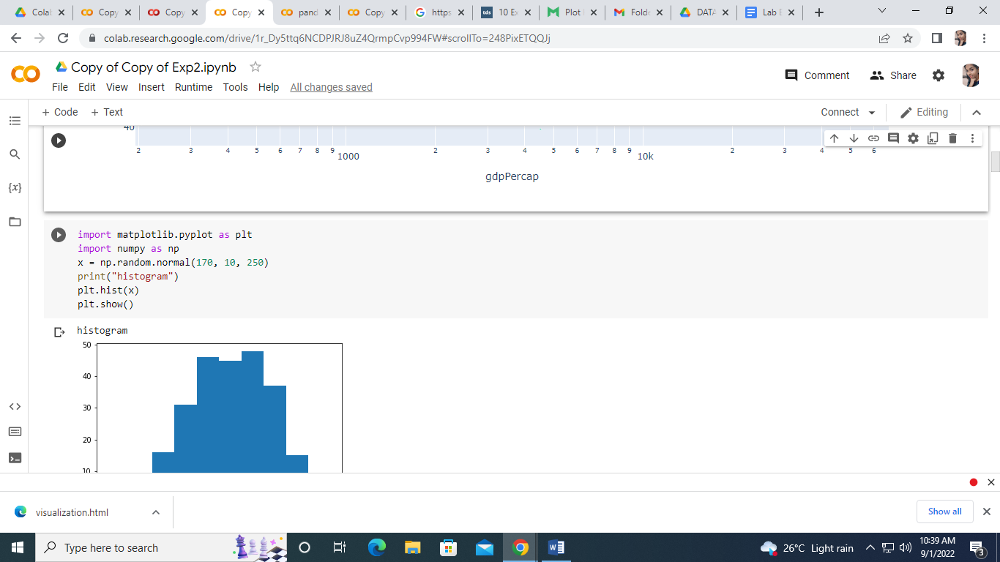 Colal
Copy
Copy
Copy
pand
Copy
https
tds
10 Ex
Plot
Folde
DATA
Lab E
colab.research.google.com/drive/1r_Dy5ttq6NCDPJRJ8uZ4QrmpCvp994FW#scrollTo=248PixETQQJj
Copy of Copy of Exp2.ipynb
Comment
Share
File Edit View Insert Runtime Tools Help All changes saved
+ Code + Text
Connect
Editing
40
2 3 4 5 6 7 8 9 1000 2 3 4 5 6 7 8 9 10k 2 3 4 5 6
gdpPercap
{x}
import matplotlib.pyplot as plt
import numpy as np
x = np.random.normal(170, 10, 250)
print("histogram")
plt.hist(x)
plt.show()
histogram
50
40
30
20
10
visualization.html
Show all
Type here to search
26°C Light rain
10:39 AM
9/1/2022
3